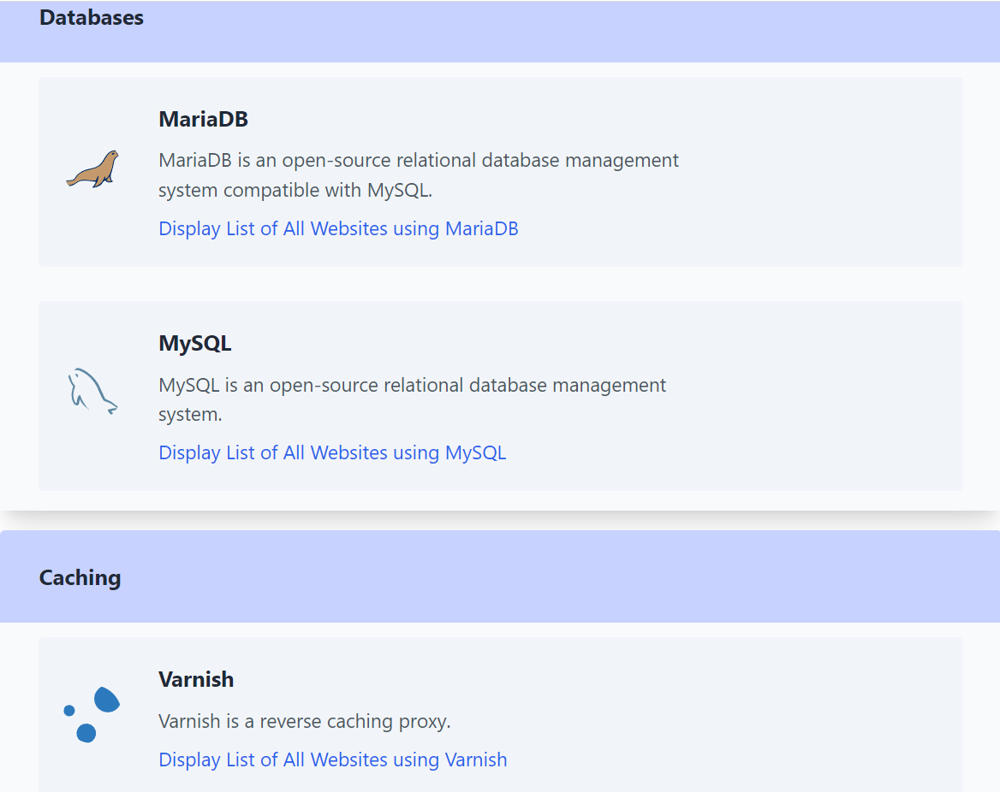 Databases
MariaDB
MariaDB is an open-source relational database management
system compatible with MySQL.
Display List of All Websites using MariaDB
MySQL
MySQL is an open-source relational database management
system.
Display List of All Websites using MySQL
Caching
Varnish
Varnish is a reverse caching proxy.
Display List of All Websites using Varnish